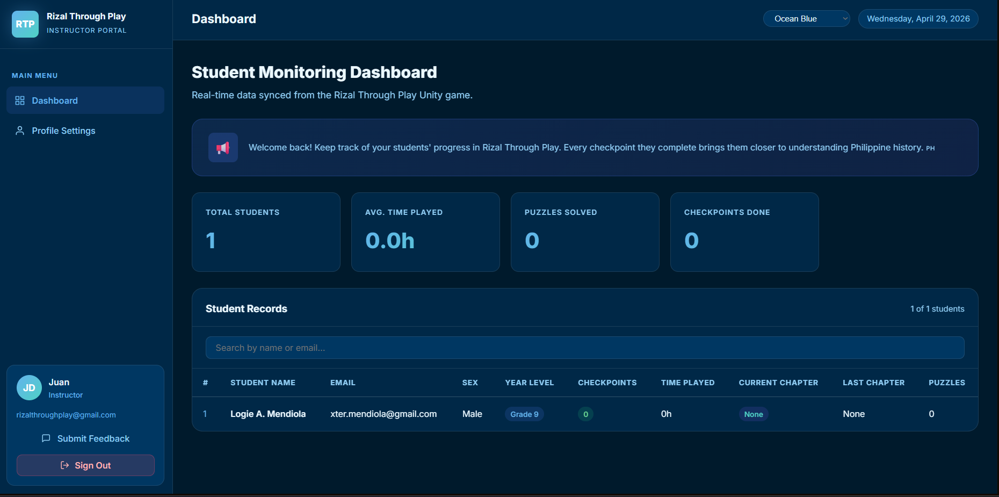 RTP
Rizal Through Play
INSTRUCTOR PORTAL
MAIN MENU
Dashboard
Profile Settings
JD
Juan
Instructor
rizalthroughplay@gmail.com
Submit Feedback
Sign Out
Dashboard
Ocean Blue
Wednesday, April 29, 2026
Student Monitoring Dashboard
Real-time data synced from the Rizal Through Play Unity game.
Welcome back! Keep track of your students' progress in Rizal Through Play. Every checkpoint they complete brings them closer to understanding Philippine history. PH
TOTAL STUDENTS
1
AVG. TIME PLAYED
0.0h
PUZZLES SOLVED
0
CHECKPOINTS DONE
0
Student Records
1 of 1 students
Search by name or email...
# STUDENT NAME EMAIL SEX YEAR LEVEL CHECKPOINTS TIME PLAYED CURRENT CHAPTER LAST CHAPTER PUZZLES
1 Logie A. Mendiola xter.mendiola@gmail.com Male Grade 9 0 0h None None 0